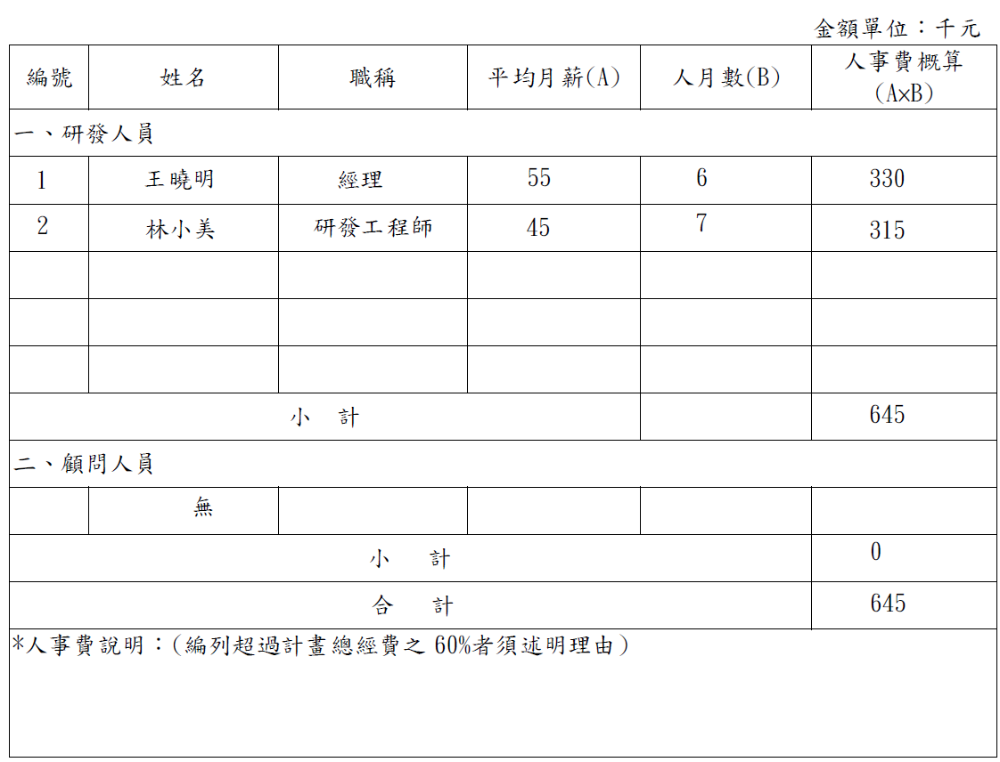 金額單位：千元
編號 姓名 職稱 平均月薪(A) 人月數(B) 人事費概算
(A×B)
一、研發人員
1 王曉明 經理 55 6 330
2 林小美 研發工程師 45 7 315
小 計 645
二、顧問人員
無
小 計 0
合 計 645
*人事費說明：(編列超過計畫總經費之 60%者須述明理由)